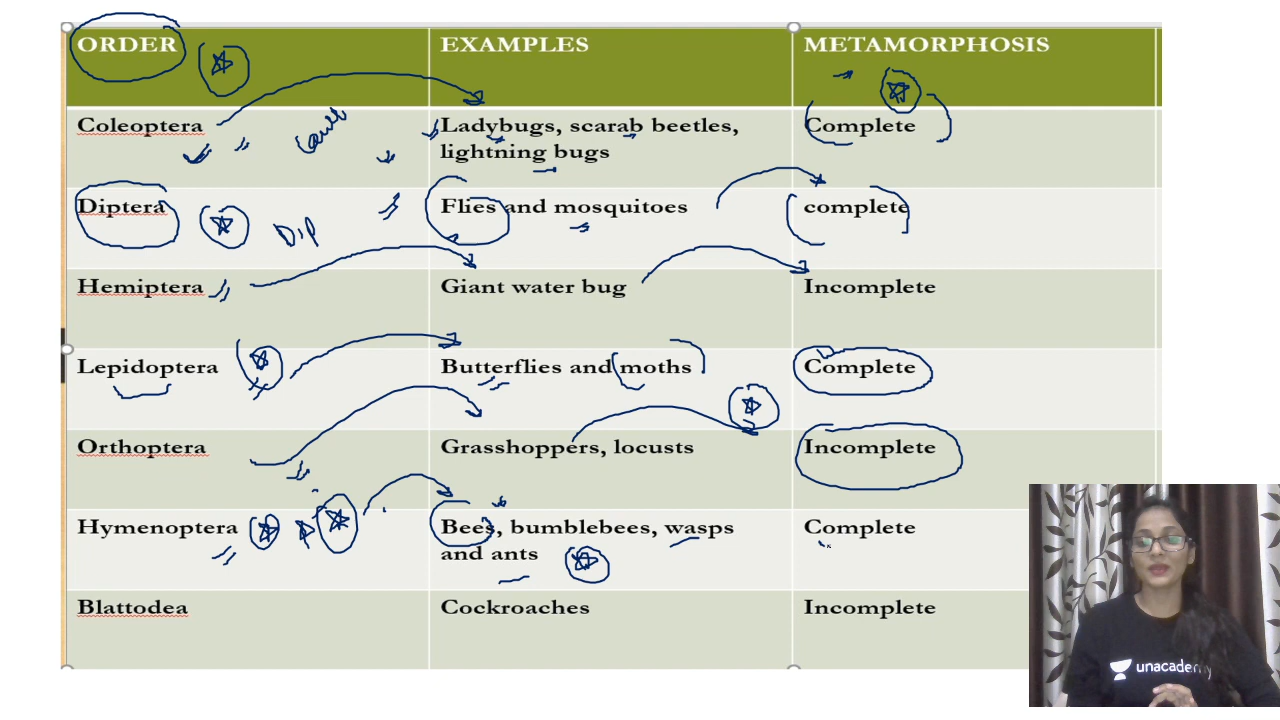 ORDER EXAMPLES METAMORPHOSIS
Coleoptera Ladybugs, scarab beetles, Complete
lightning bugs
Diptera Flies and mosquitoes complete
DIP
Hemiptera Giant water bug Incomplete
Lepidoptera Butterflies and moths Complete
Orthoptera Grasshoppers, locusts Incomplete
Hymenoptera Bees, bumblebees, wasps Complete
and ants
Blattodea Cockroaches Incomplete
unacademy